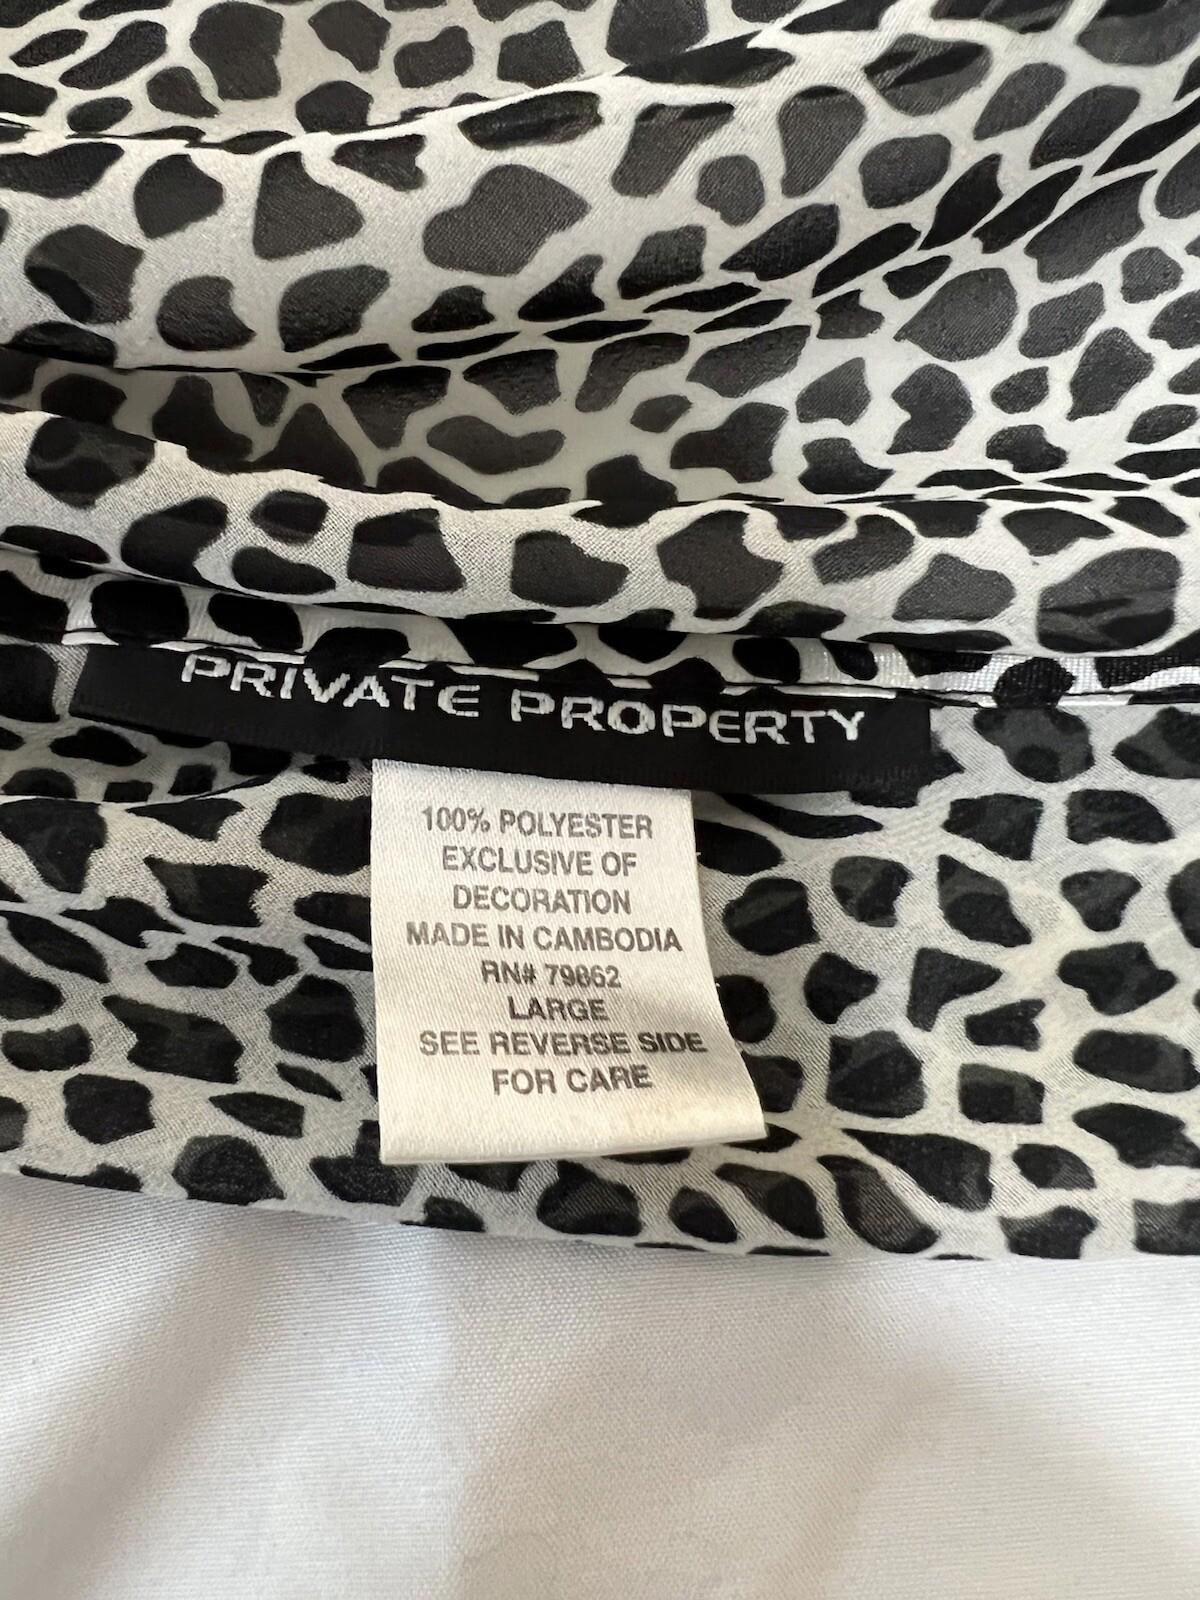 PRIVATE PROPERTY
100% POLYESTER
EXCLUSIVE OF
DECORATION
MADE IN CAMBODIA
RN# 79862
LARGE
SEE REVERSE SIDE
FOR CARE